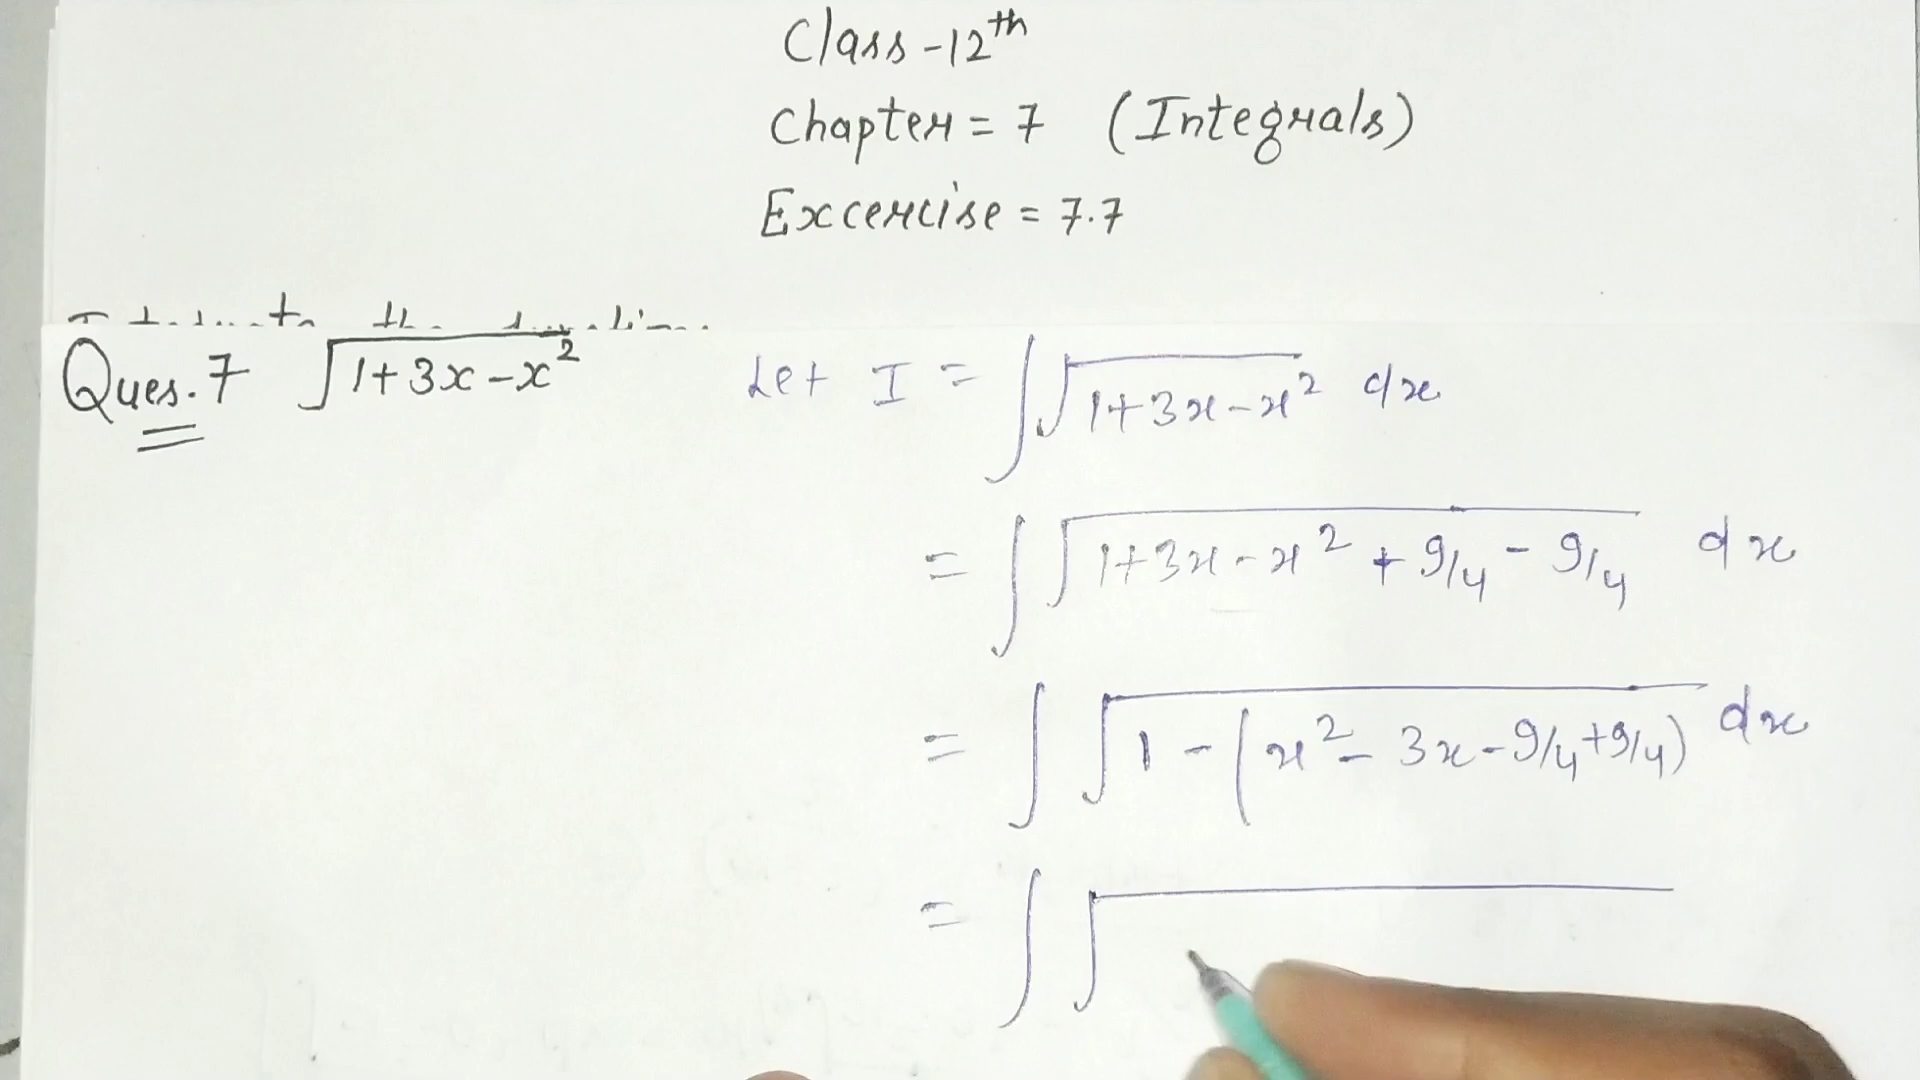 Class-12th
Chapter = 7 (Integrals)
Excercise = 7.7
Ques. 7 √1+3x-x² Let I = ∫√1+3x-x² dx
= ∫√1+3x-x² + 9/4 - 9/4 dx
= ∫√1-(x²-3x-9/4+9/4) dx
= ∫√